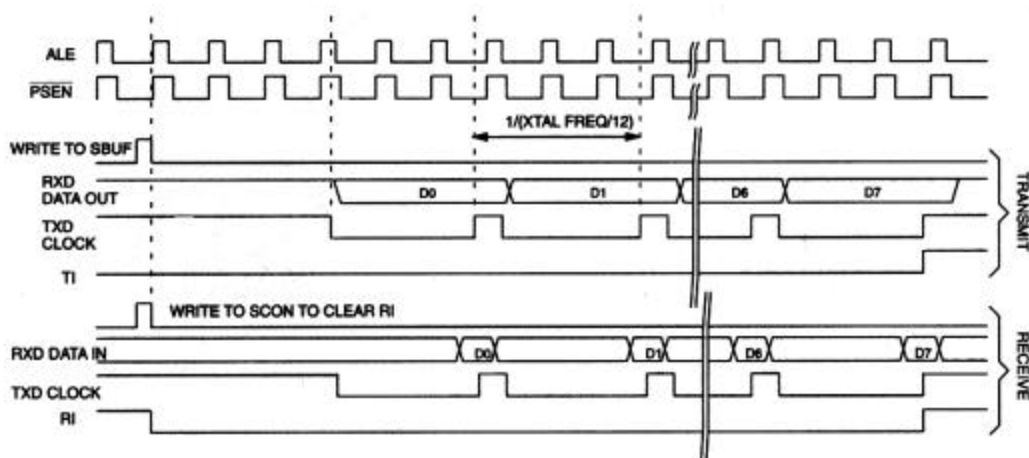 ALE
PSEN
1/(XTAL FREQ/12)
WRITE TO SBUF
RXD
DATA OUT
D0 D1 D6 D7
TXD
CLOCK
TI
TRANSMIT
WRITE TO SCON TO CLEAR RI
RXD DATA IN
D0 D1 D6 D7
TXD CLOCK
RI
RECEIVE